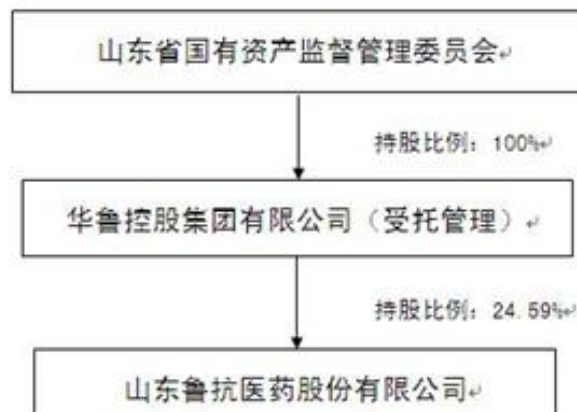 山东省国有资产监督管理委员会↵
持股比例：100%↵
华鲁控股集团有限公司（受托管理）↵
持股比例：24.59%↵
山东鲁抗医药股份有限公司↵